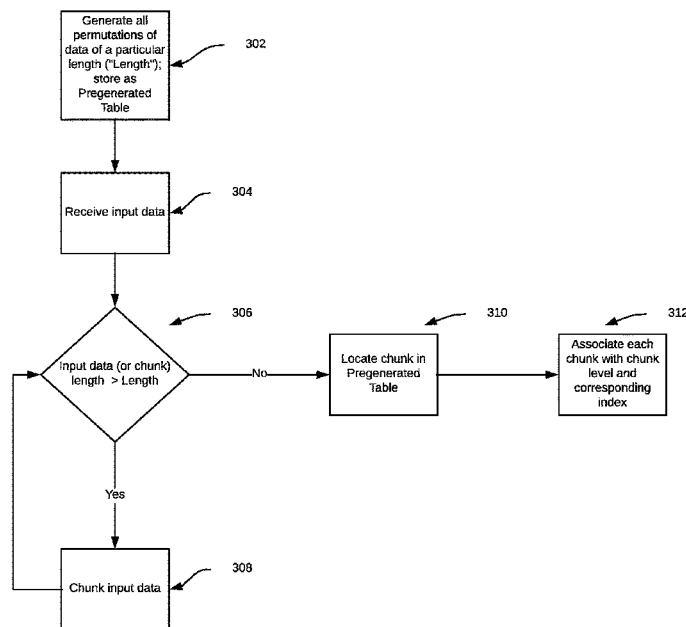 Generate all
permutations of
data of a particular
length ("Length");
store as
Pregenerated
Table
302
Receive input data
304
306
Input data (or chunk)
length > Length
No
310
Locate chunk in
Pregenerated
Table
312
Associate each
chunk with chunk
level and
corresponding
index
Yes
Chunk input data
308